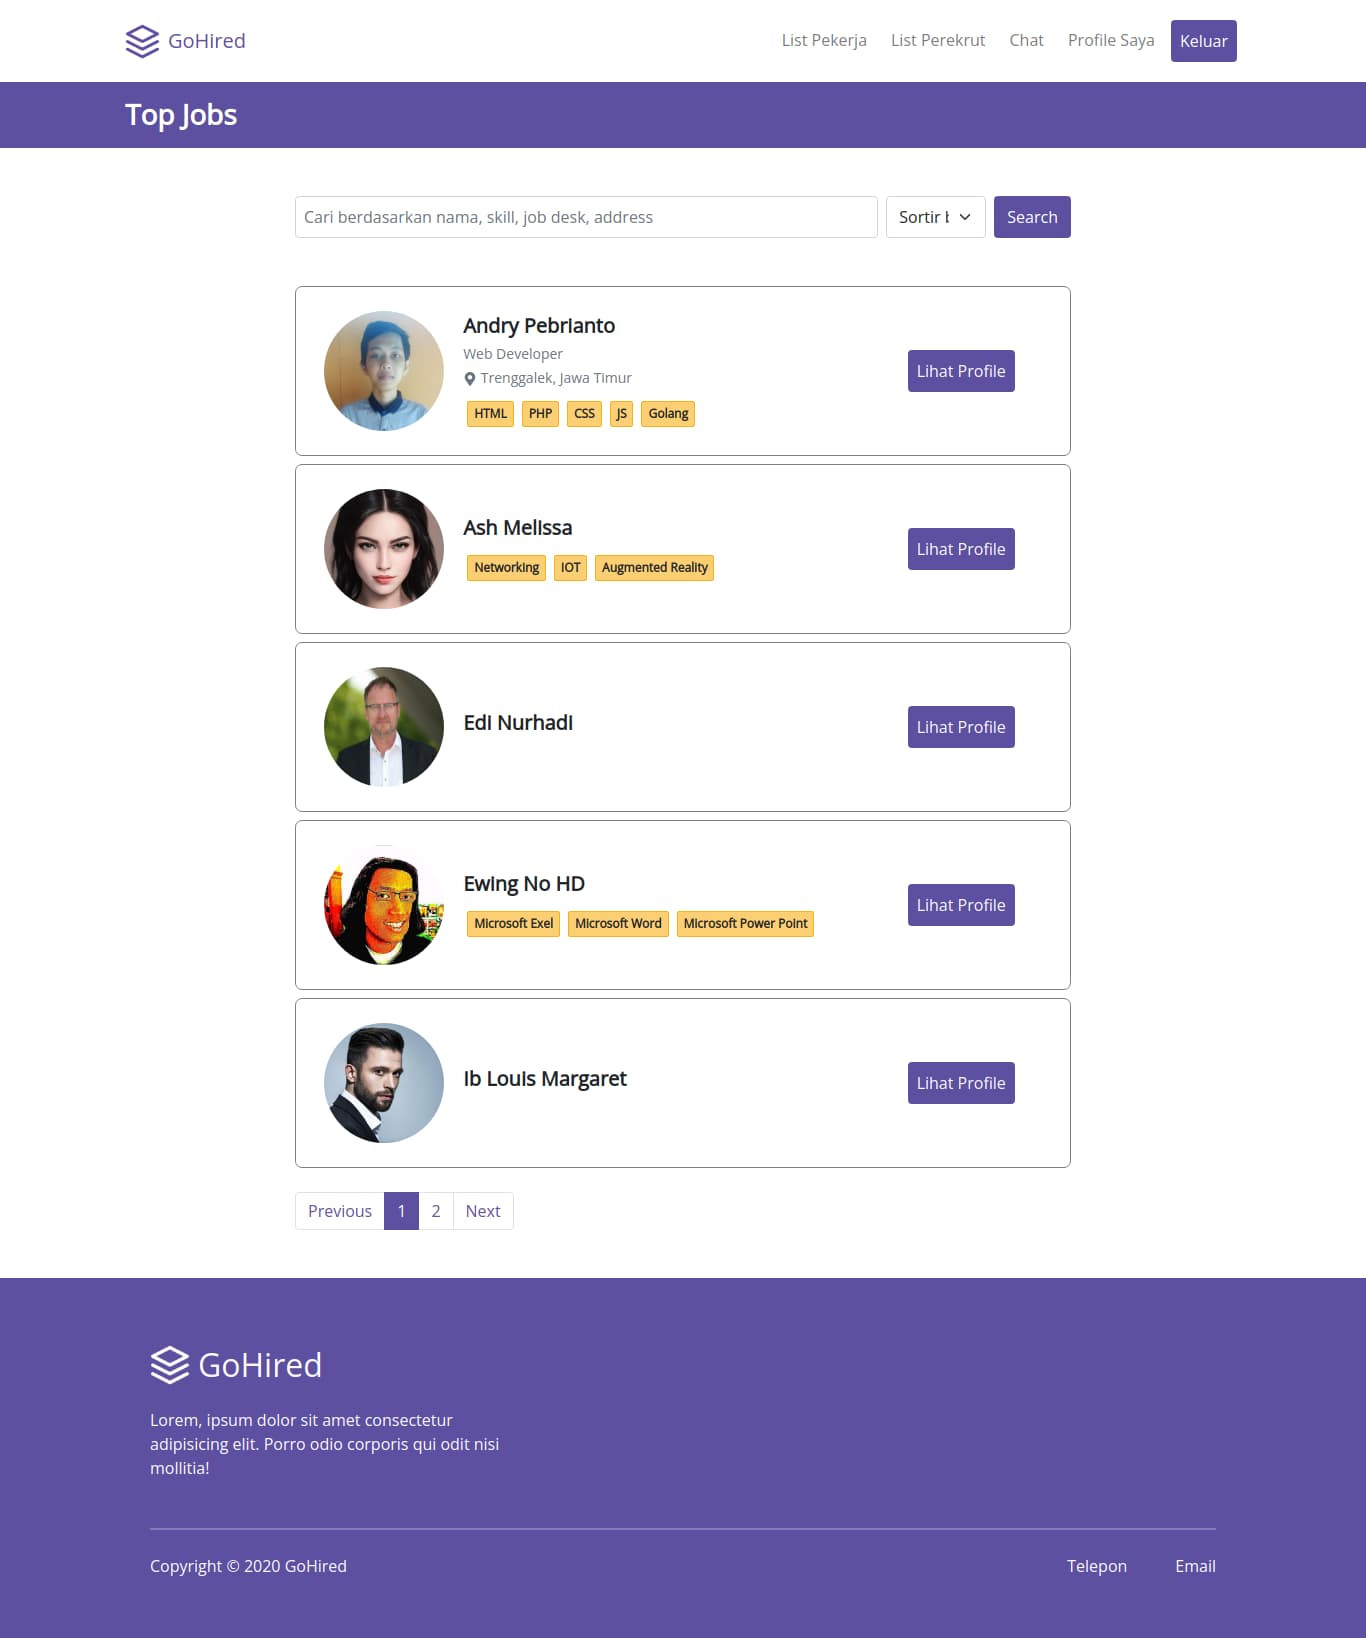 GoHired
List Pekerja
List Perekrut
Chat
Profile Saya
Keluar
Top Jobs
Cari berdasarkan nama, skill, job desk, address
Sortir
Search
Andry Pebrianto
Web Developer
Trenggalek, Jawa Timur
HTML PHP CSS JS Golang
Lihat Profile
Ash Melissa
Networking IOT Augmented Reality
Lihat Profile
Edi Nurhadi
Lihat Profile
Ewing No HD
Microsoft Exel Microsoft Word Microsoft Power Point
Lihat Profile
Ib Louis Margaret
Lihat Profile
Previous 1 2 Next
GoHired
Lorem, ipsum dolor sit amet consectetur
adipisicing elit. Porro odio corporis qui odit nisi
mollitia!
Copyright © 2020 GoHired
Telepon
Email